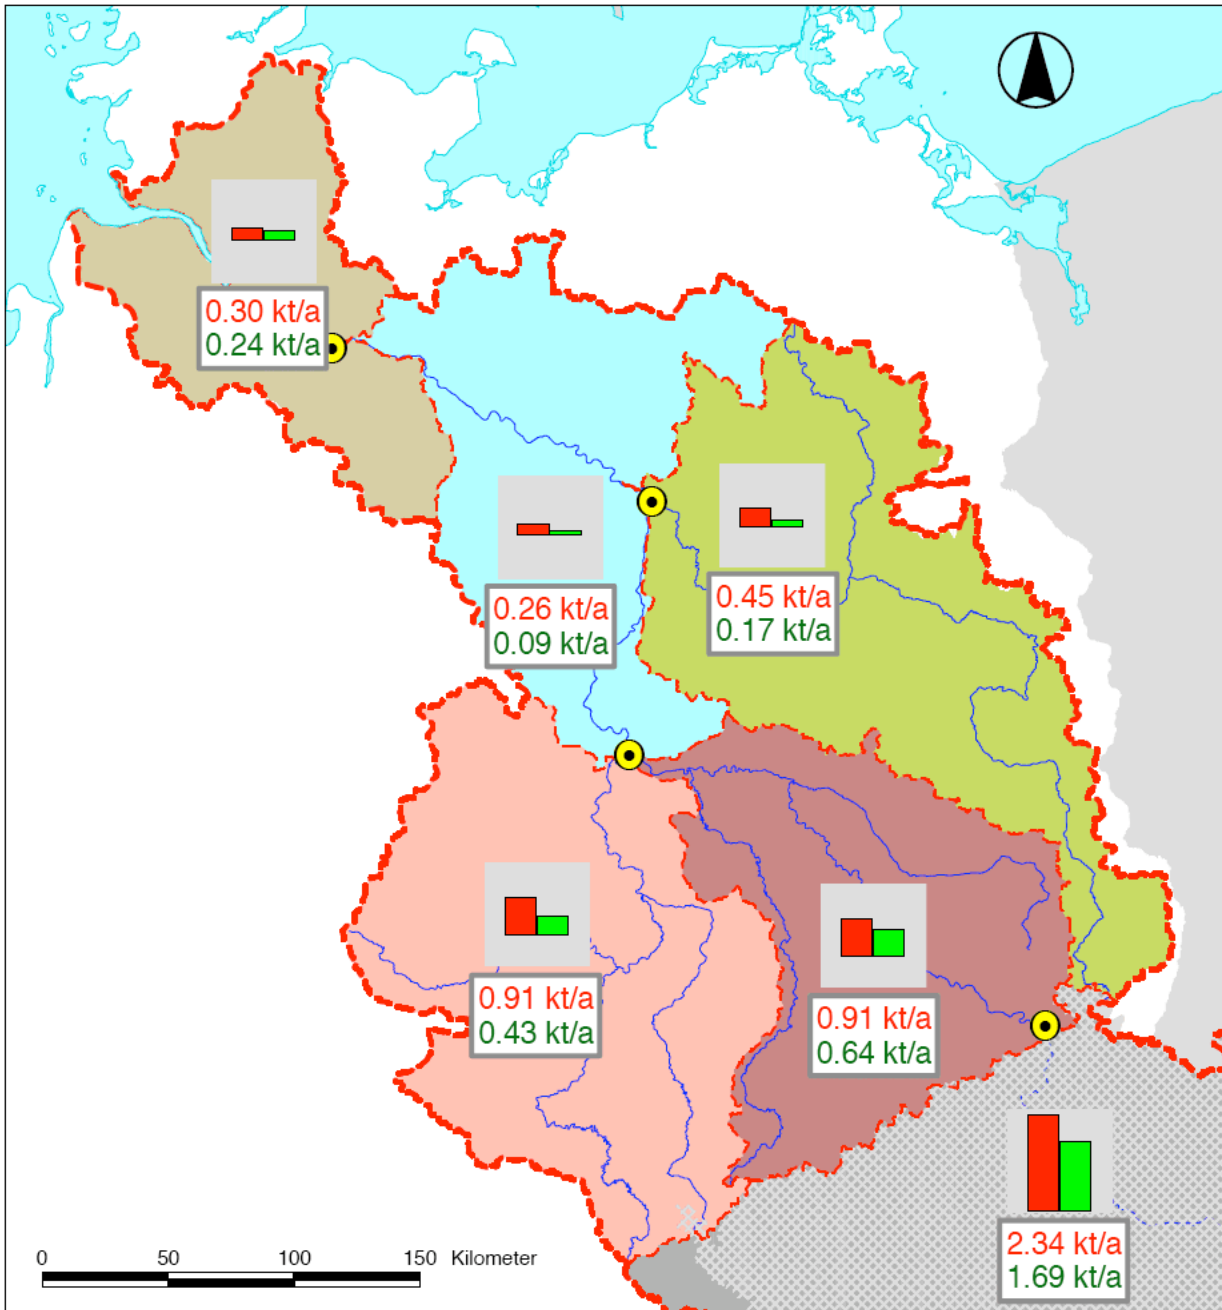 0.30 kt/a
0.24 kt/a
0.26 kt/a
0.09 kt/a
0.45 kt/a
0.17 kt/a
0.91 kt/a
0.43 kt/a
0.91 kt/a
0.64 kt/a
2.34 kt/a
1.69 kt/a
0 50 100 150 Kilometer